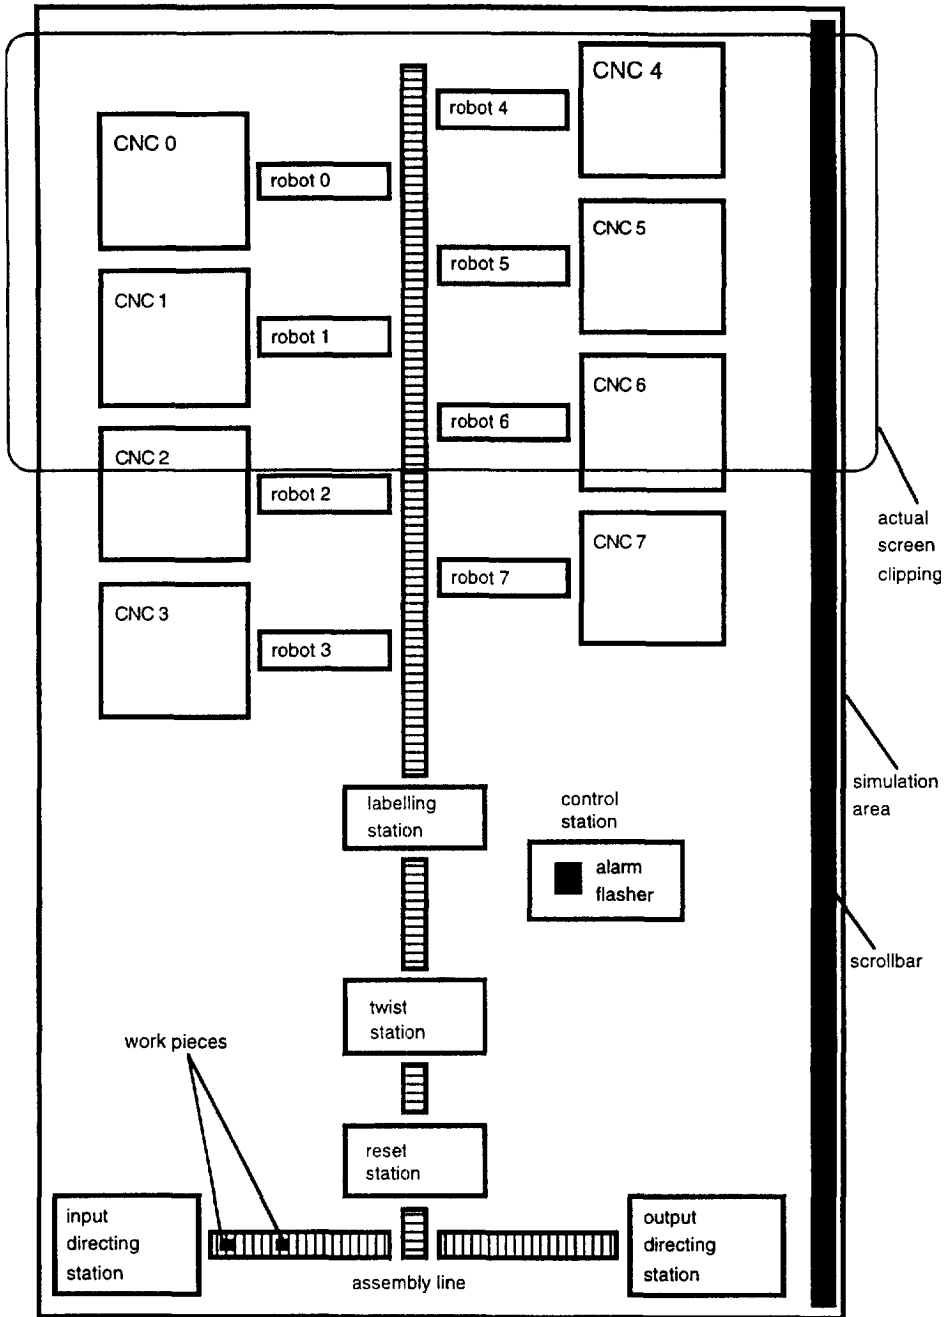 CNC 4
robot 4
CNC 0
robot 0
CNC 5
robot 5
CNC 1
robot 1
CNC 6
robot 6
CNC 2
robot 2
actual
screen
clipping
CNC 7
robot 7
CNC 3
robot 3
simulation
area
labelling
station
control
station
alarm
flasher
scrollbar
twist
station
work pieces
reset
station
input
directing
station
output
directing
station
assembly line